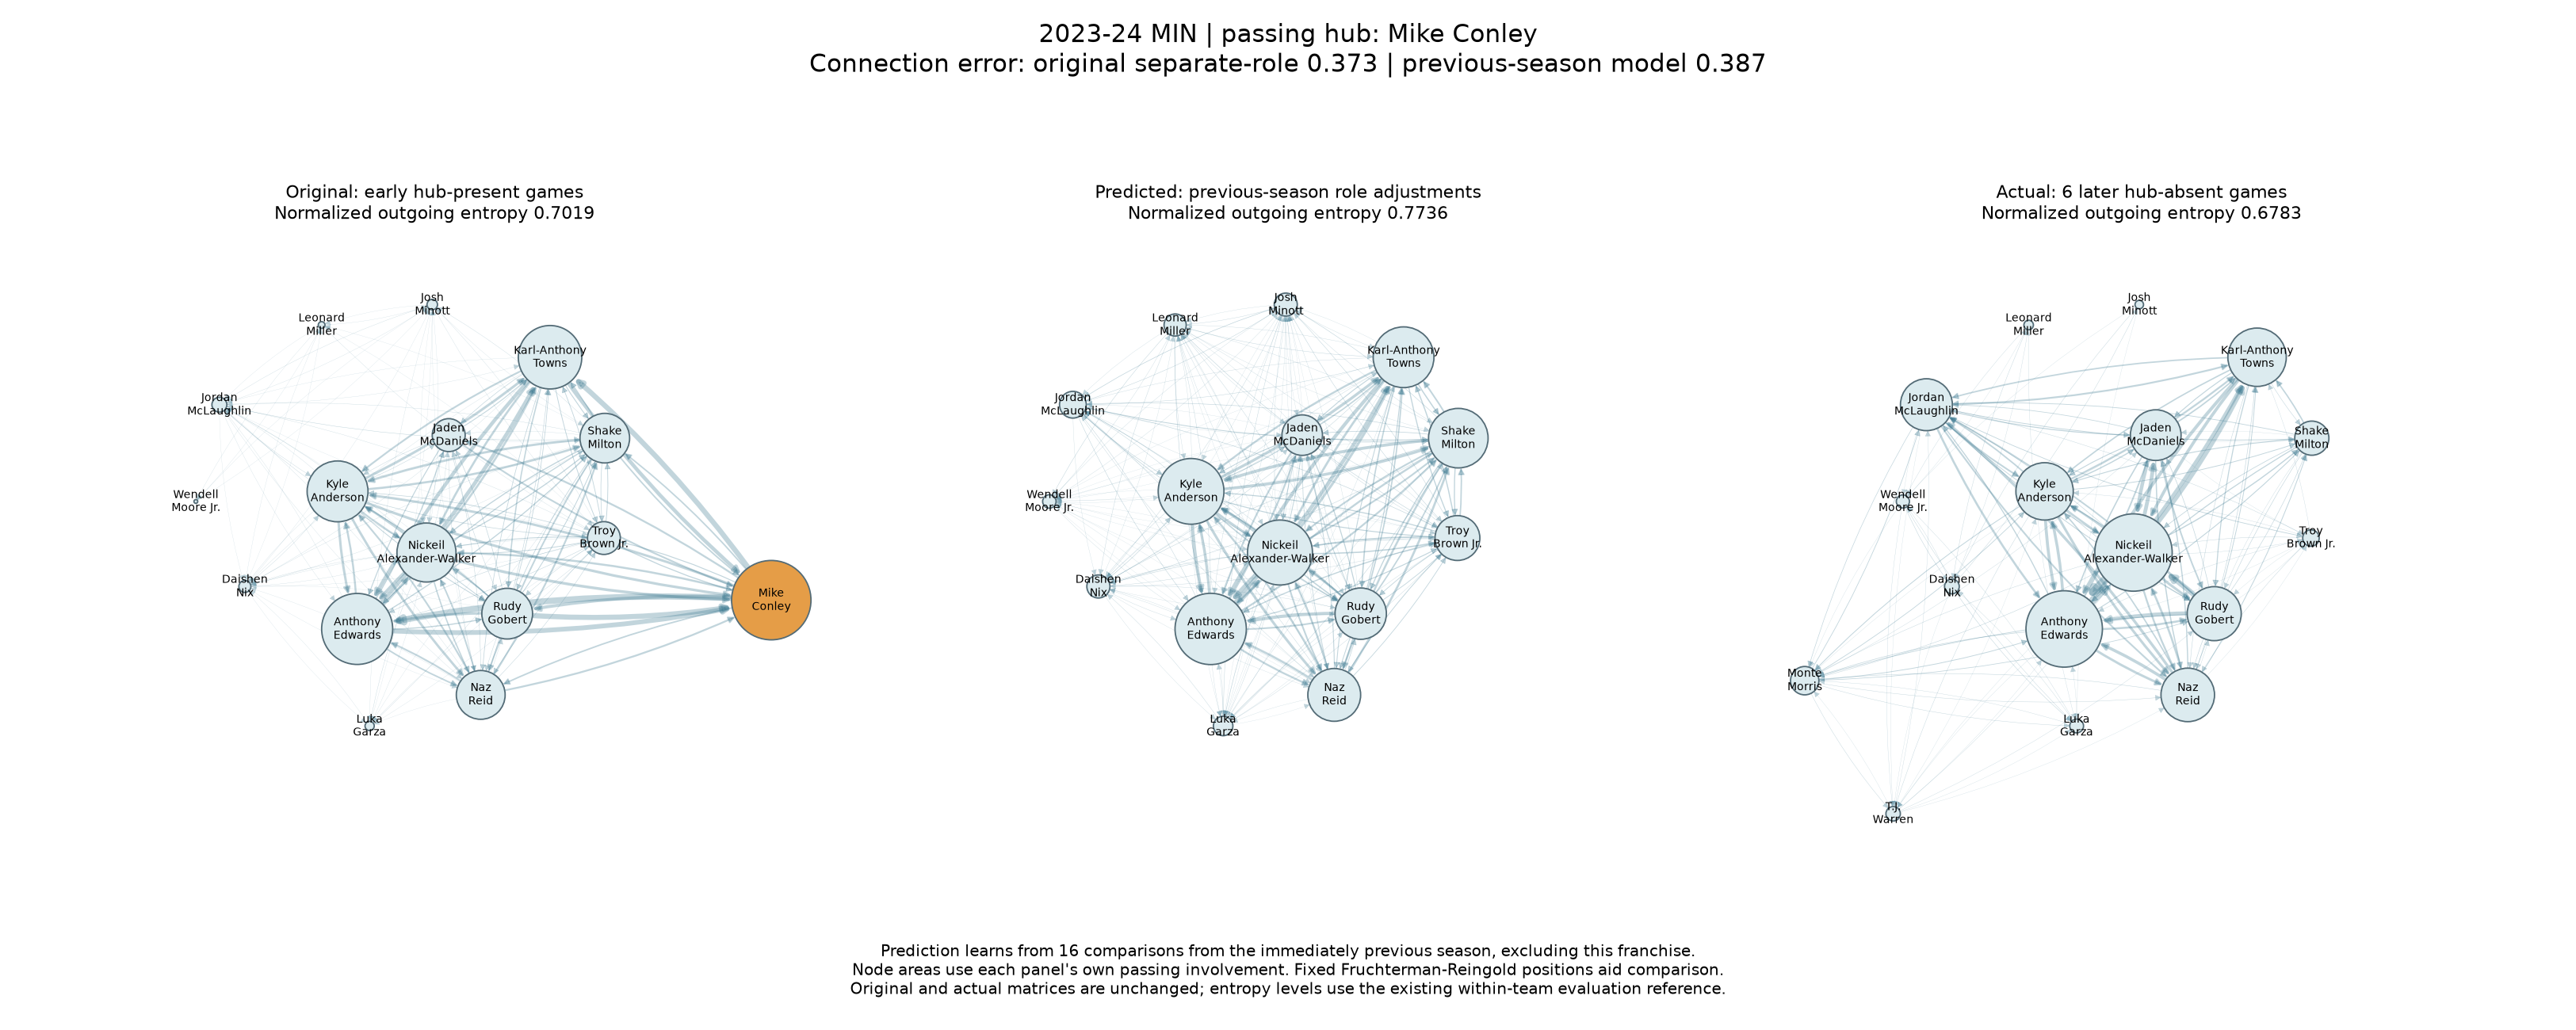 2023-24 MIN | passing hub: Mike Conley
Connection error: original separate-role 0.373 | previous-season model 0.387
Original: early hub-present games
Normalized outgoing entropy 0.7019
Josh
Minott
Leonard
Miller
Karl-Anthony
Towns
Jordan
McLaughlin
Jaden
McDaniels
Shake
Milton
Kyle
Anderson
Wendell
Moore Jr.
Troy
Brown Jr.
Nickeil
Alexander-Walker
Daishen
Nix
Mike
Conley
Rudy
Gobert
Anthony
Edwards
Naz
Reid
Luka
Garza
Predicted: previous-season role adjustments
Normalized outgoing entropy 0.7736
Josh
Minott
Leonard
Miller
Karl-Anthony
Towns
Jordan
McLaughlin
Jaden
McDaniels
Shake
Milton
Kyle
Anderson
Wendell
Moore Jr.
Troy
Brown Jr.
Nickeil
Alexander-Walker
Daishen
Nix
Rudy
Gobert
Anthony
Edwards
Naz
Reid
Luka
Garza
Actual: 6 later hub-absent games
Normalized outgoing entropy 0.6783
Josh
Minott
Leonard
Miller
Karl-Anthony
Towns
Jordan
McLaughlin
Jaden
McDaniels
Shake
Milton
Kyle
Anderson
Wendell
Moore Jr.
Troy
Brown Jr.
Nickeil
Alexander-Walker
Daishen
Nix
Rudy
Gobert
Anthony
Edwards
Monte
Morris
Naz
Reid
Luka
Garza
T.J.
Warren
Prediction learns from 16 comparisons from the immediately previous season, excluding this franchise.
Node areas use each panel's own passing involvement. Fixed Fruchterman-Reingold positions aid comparison.
Original and actual matrices are unchanged; entropy levels use the existing within-team evaluation reference.